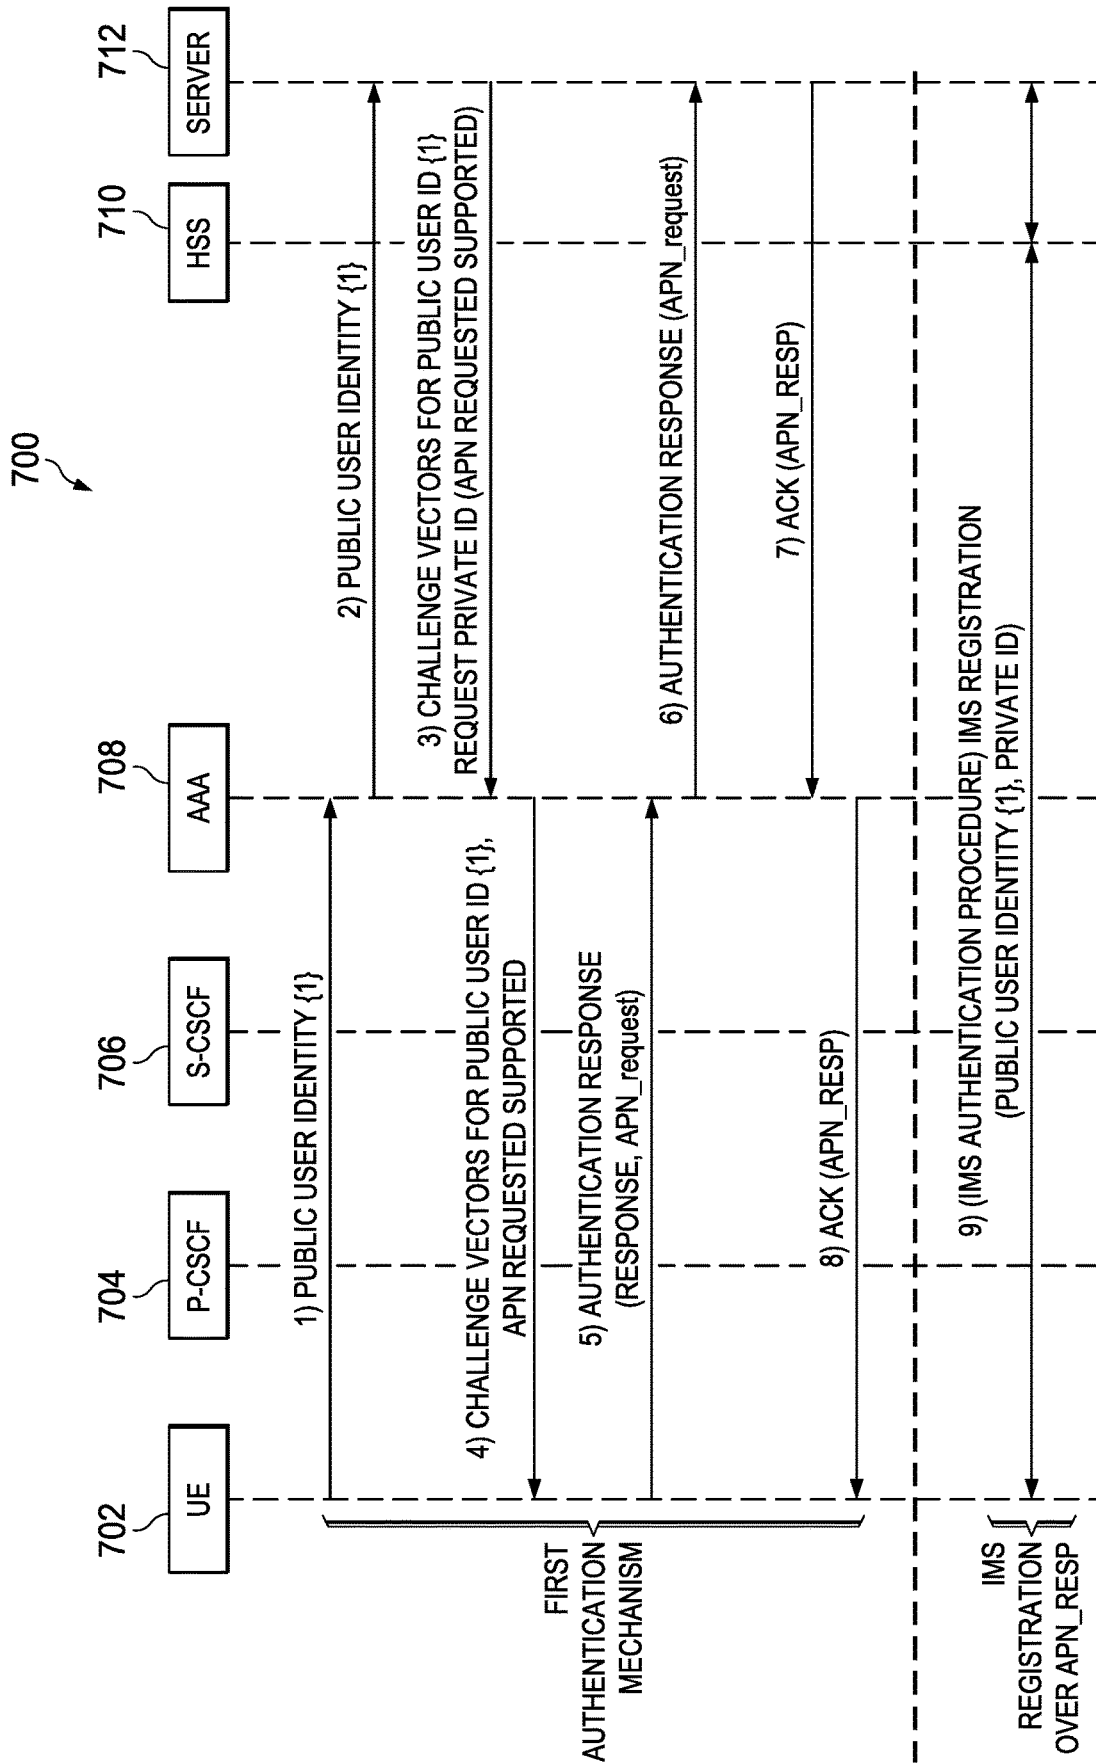 700
702
704
706
708
710
712
UE
P-CSCF
S-CSCF
AAA
HSS
SERVER
1) PUBLIC USER IDENTITY {1}
2) PUBLIC USER IDENTITY {1}
3) CHALLENGE VECTORS FOR PUBLIC USER ID {1}
REQUEST PRIVATE ID (APN REQUESTED SUPPORTED)
4) CHALLENGE VECTORS FOR PUBLIC USER ID {1},
APN REQUESTED SUPPORTED
5) AUTHENTICATION RESPONSE
(RESPONSE, APN_request)
6) AUTHENTICATION RESPONSE (APN_request)
7) ACK (APN_RESP)
8) ACK (APN_RESP)
FIRST
AUTHENTICATION
MECHANISM
9) (IMS AUTHENTICATION PROCEDURE) IMS REGISTRATION
(PUBLIC USER IDENTITY {1}, PRIVATE ID)
IMS
REGISTRATION
OVER APN_RESP